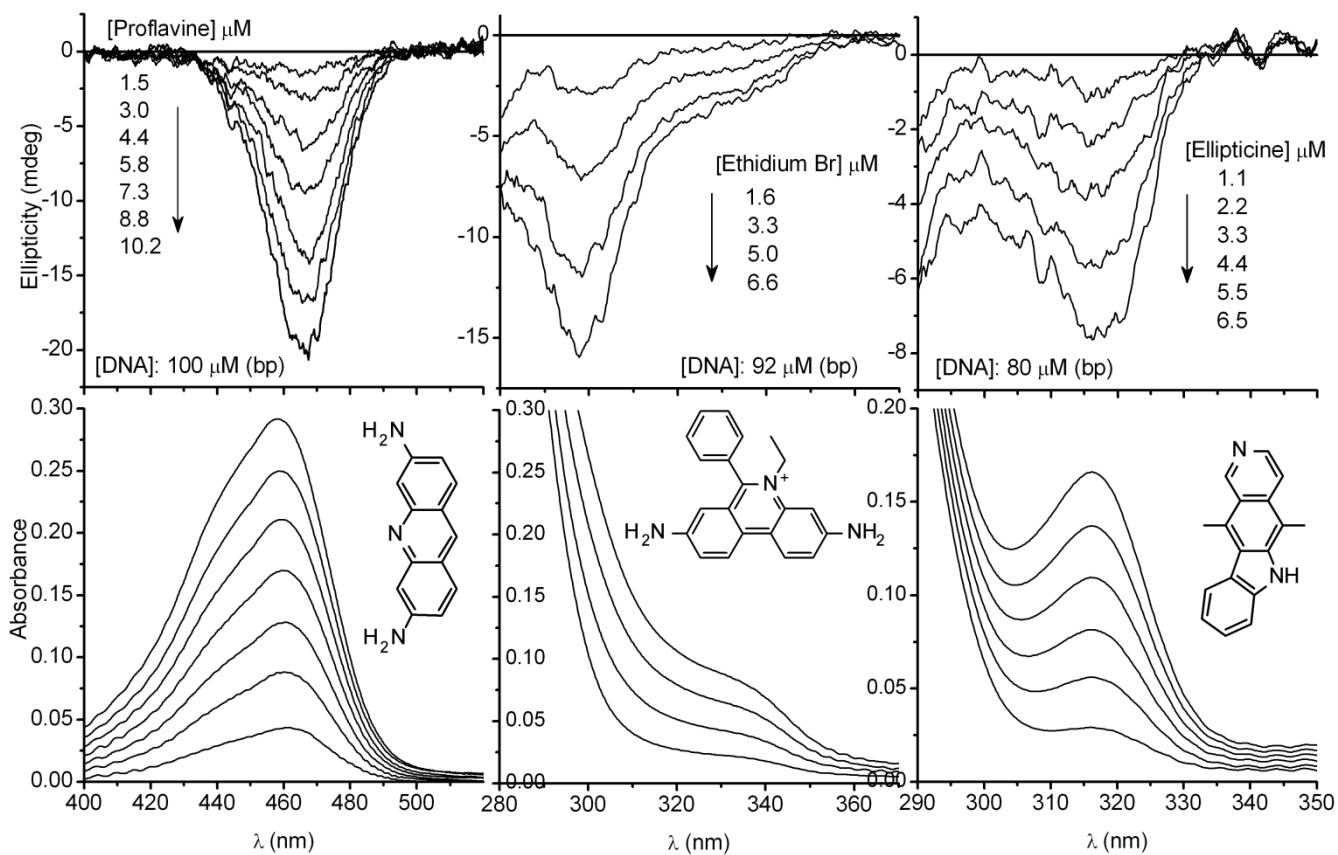 [Proflavine] μM
1.5
3.0
4.4
5.8
7.3
8.8
10.2
0
-5
-10
-15
-20
Ellipticity (mdeg)
[DNA]: 100 μM (bp)
0
-5
-10
-15
[Ethidium Br] μM
1.6
3.3
5.0
6.6
[DNA]: 92 μM (bp)
0
-2
-4
-6
-8
[Ellipticine] μM
1.1
2.2
3.3
4.4
5.5
6.5
[DNA]: 80 μM (bp)
0.30
0.25
0.20
0.15
0.10
0.05
0.00
Absorbance
H2N
N
H2N
400 420 440 460 480 500 520
λ (nm)
0.30
0.25
0.20
0.15
0.10
0.05
0.00
N+
H2N
NH2
300 320 340 360
λ (nm)
0.20
0.15
0.10
0.05
0.00
N
NH
290 300 310 320 330 340 350
λ (nm)